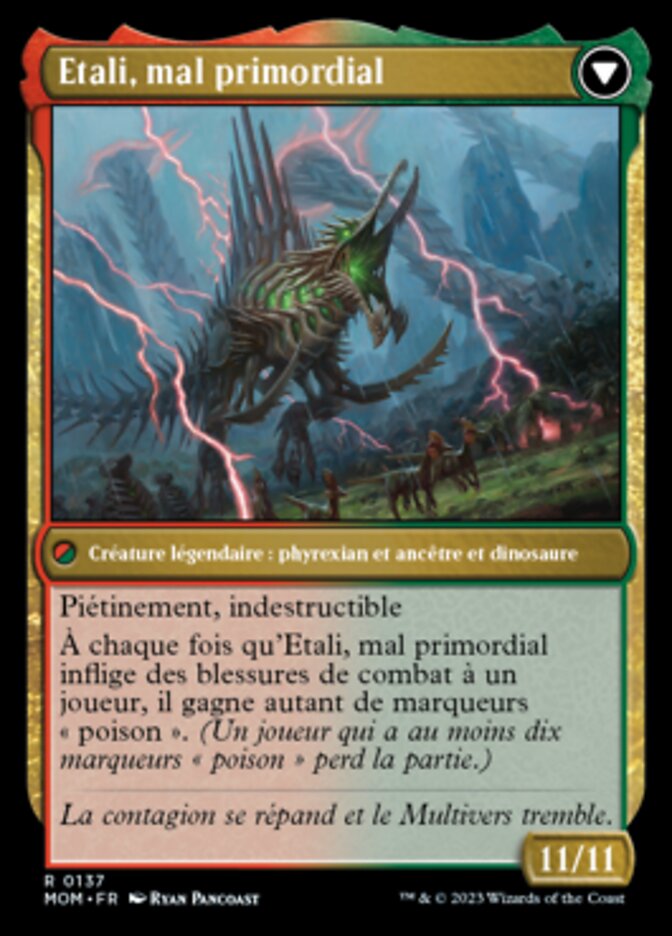 Etali, mal primordial
Créature légendaire : phyrexian et ancêtre et dinosaure
Piétinement, indestructible
À chaque fois qu'Etali, mal primordial
inflige des blessures de combat à un
joueur, il gagne autant de marqueurs
« poison ». (Un joueur qui a au moins dix
marqueurs « poison » perd la partie.)
La contagion se répand et le Multivers tremble.
11/11
R 0137
MOM • FR Ryan Pancoast
™ & © 2023 Wizards of the Coast